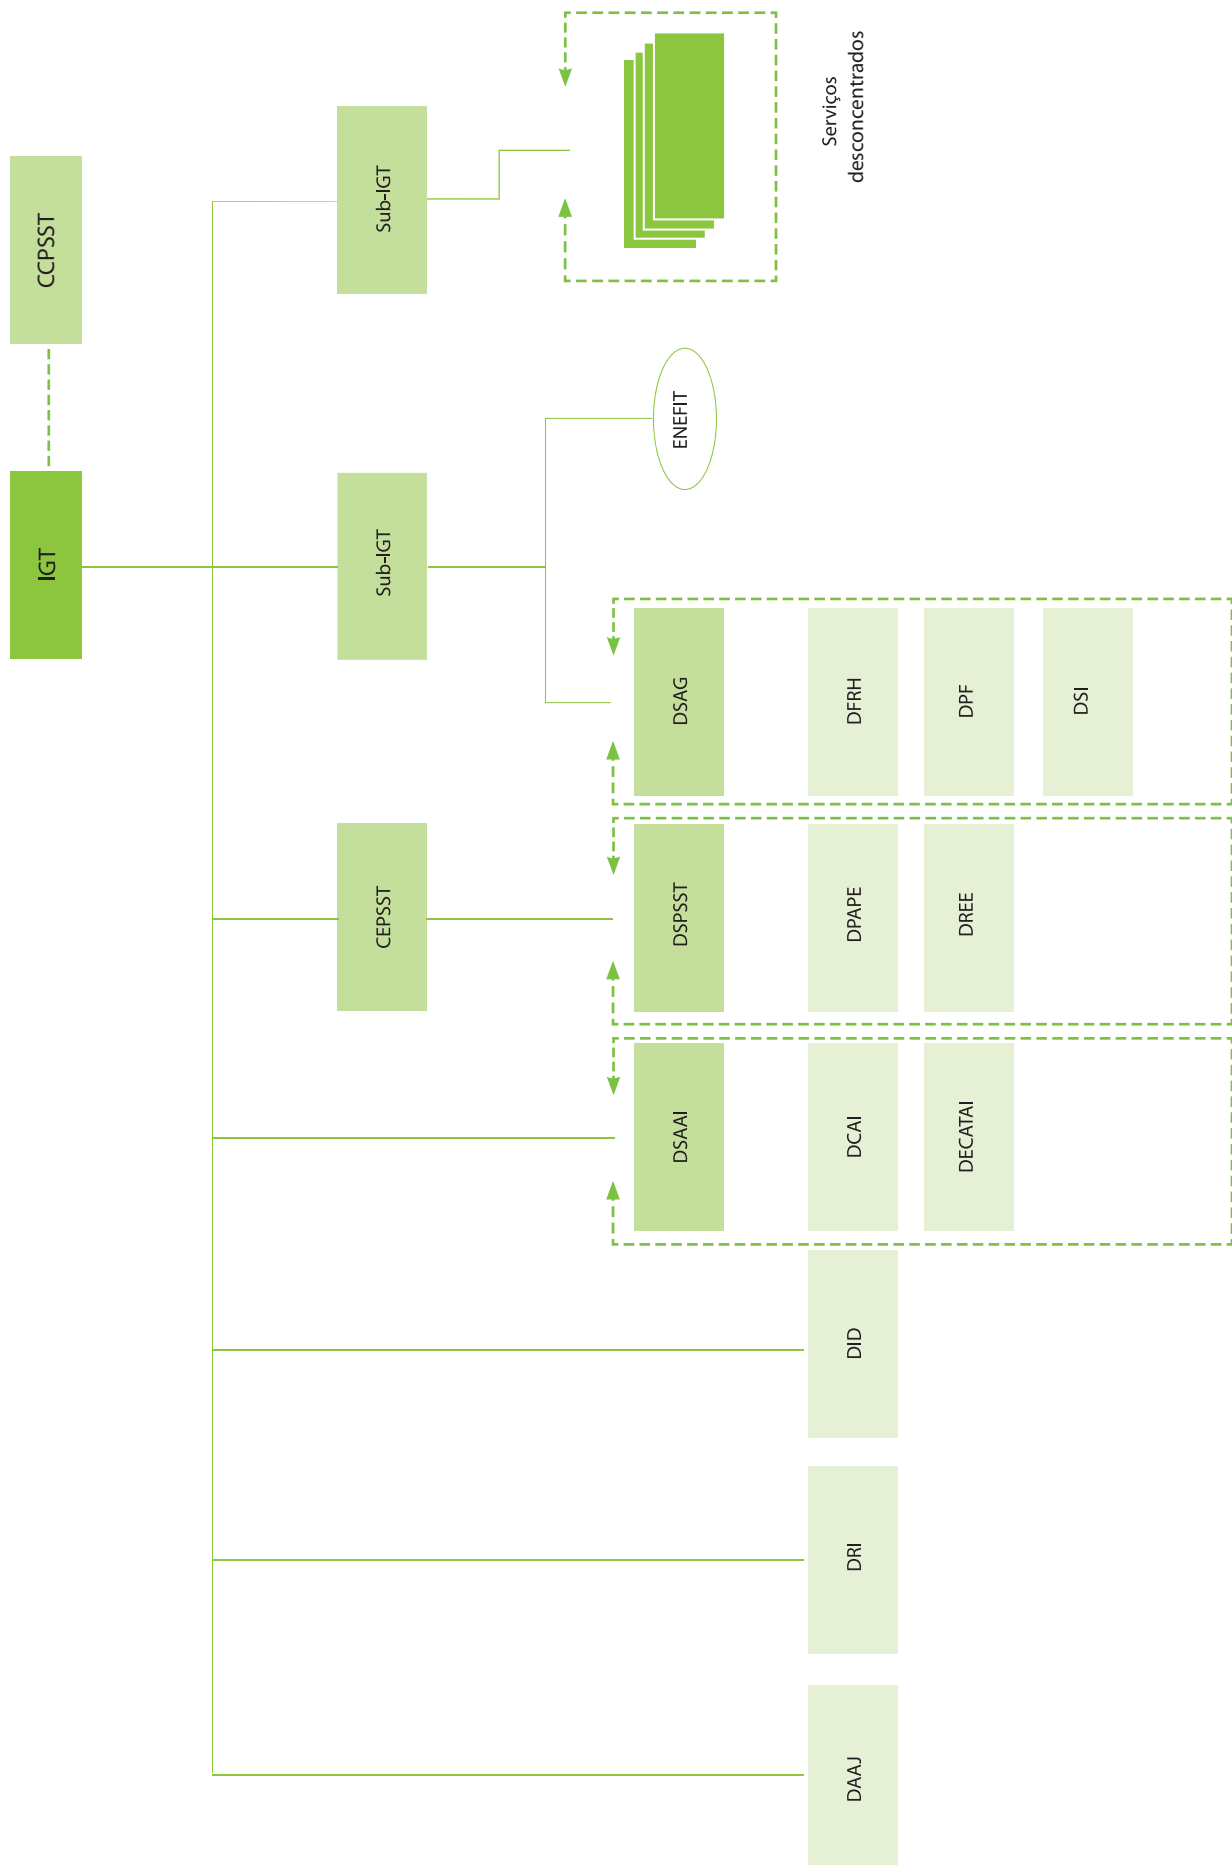 IGT
CCPSST
CEPSST
Sub-IGT
Sub-IGT
DSAAI
DSPSST
DSAG
ENEFIT
DAAJ
DRI
DID
DCAI
DPAPE
DFRH
Serviços
desconcentrados
DECATAI
DREE
DPF
DSI